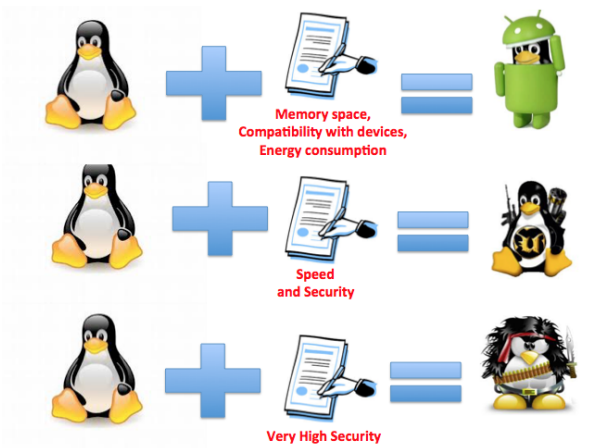 Memory space,
Compatibility with devices,
Energy consumption
Speed
and Security
Very High Security